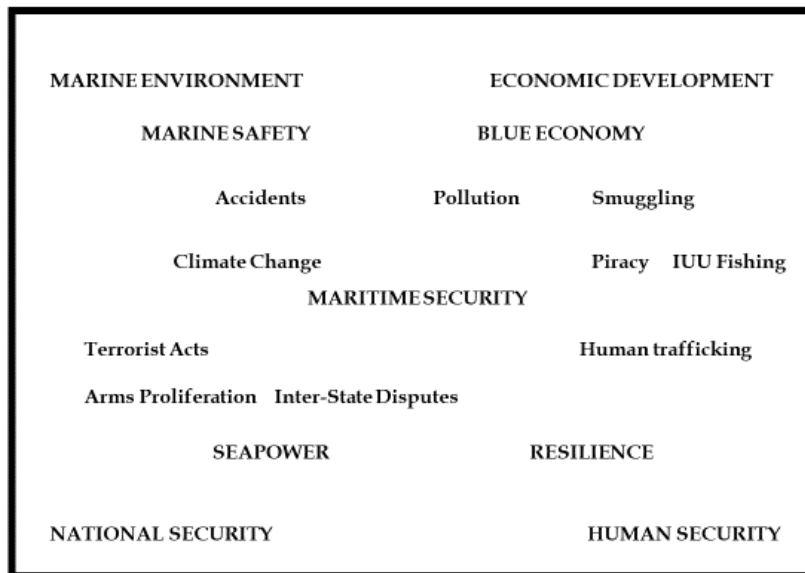 MARINE ENVIRONMENT ECONOMIC DEVELOPMENT
MARINE SAFETY BLUE ECONOMY
Accidents Pollution Smuggling
Climate Change Piracy IUU Fishing
MARITIME SECURITY
Terrorist Acts Human trafficking
Arms Proliferation Inter-State Disputes
SEAPOWER RESILIENCE
NATIONAL SECURITY HUMAN SECURITY